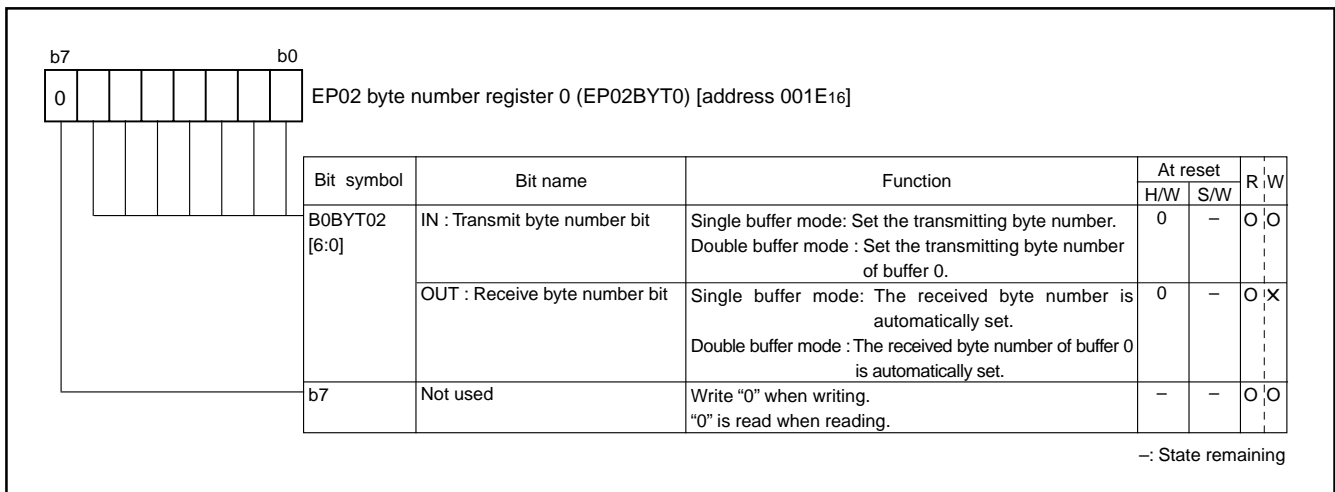 b7 b0
0 EP02 byte number register 0 (EP02BYT0) [address 001E16]
Bit symbol Bit name Function At reset R W
H/W S/W
B0BYT02 IN : Transmit byte number bit Single buffer mode: Set the transmitting byte number. 0 – O O
[6:0] Double buffer mode : Set the transmitting byte number
of buffer 0.
OUT : Receive byte number bit Single buffer mode: The received byte number is 0 – O ×
automatically set.
Double buffer mode : The received byte number of buffer 0
is automatically set.
b7 Not used Write “0” when writing. – – O O
“0” is read when reading.
–: State remaining